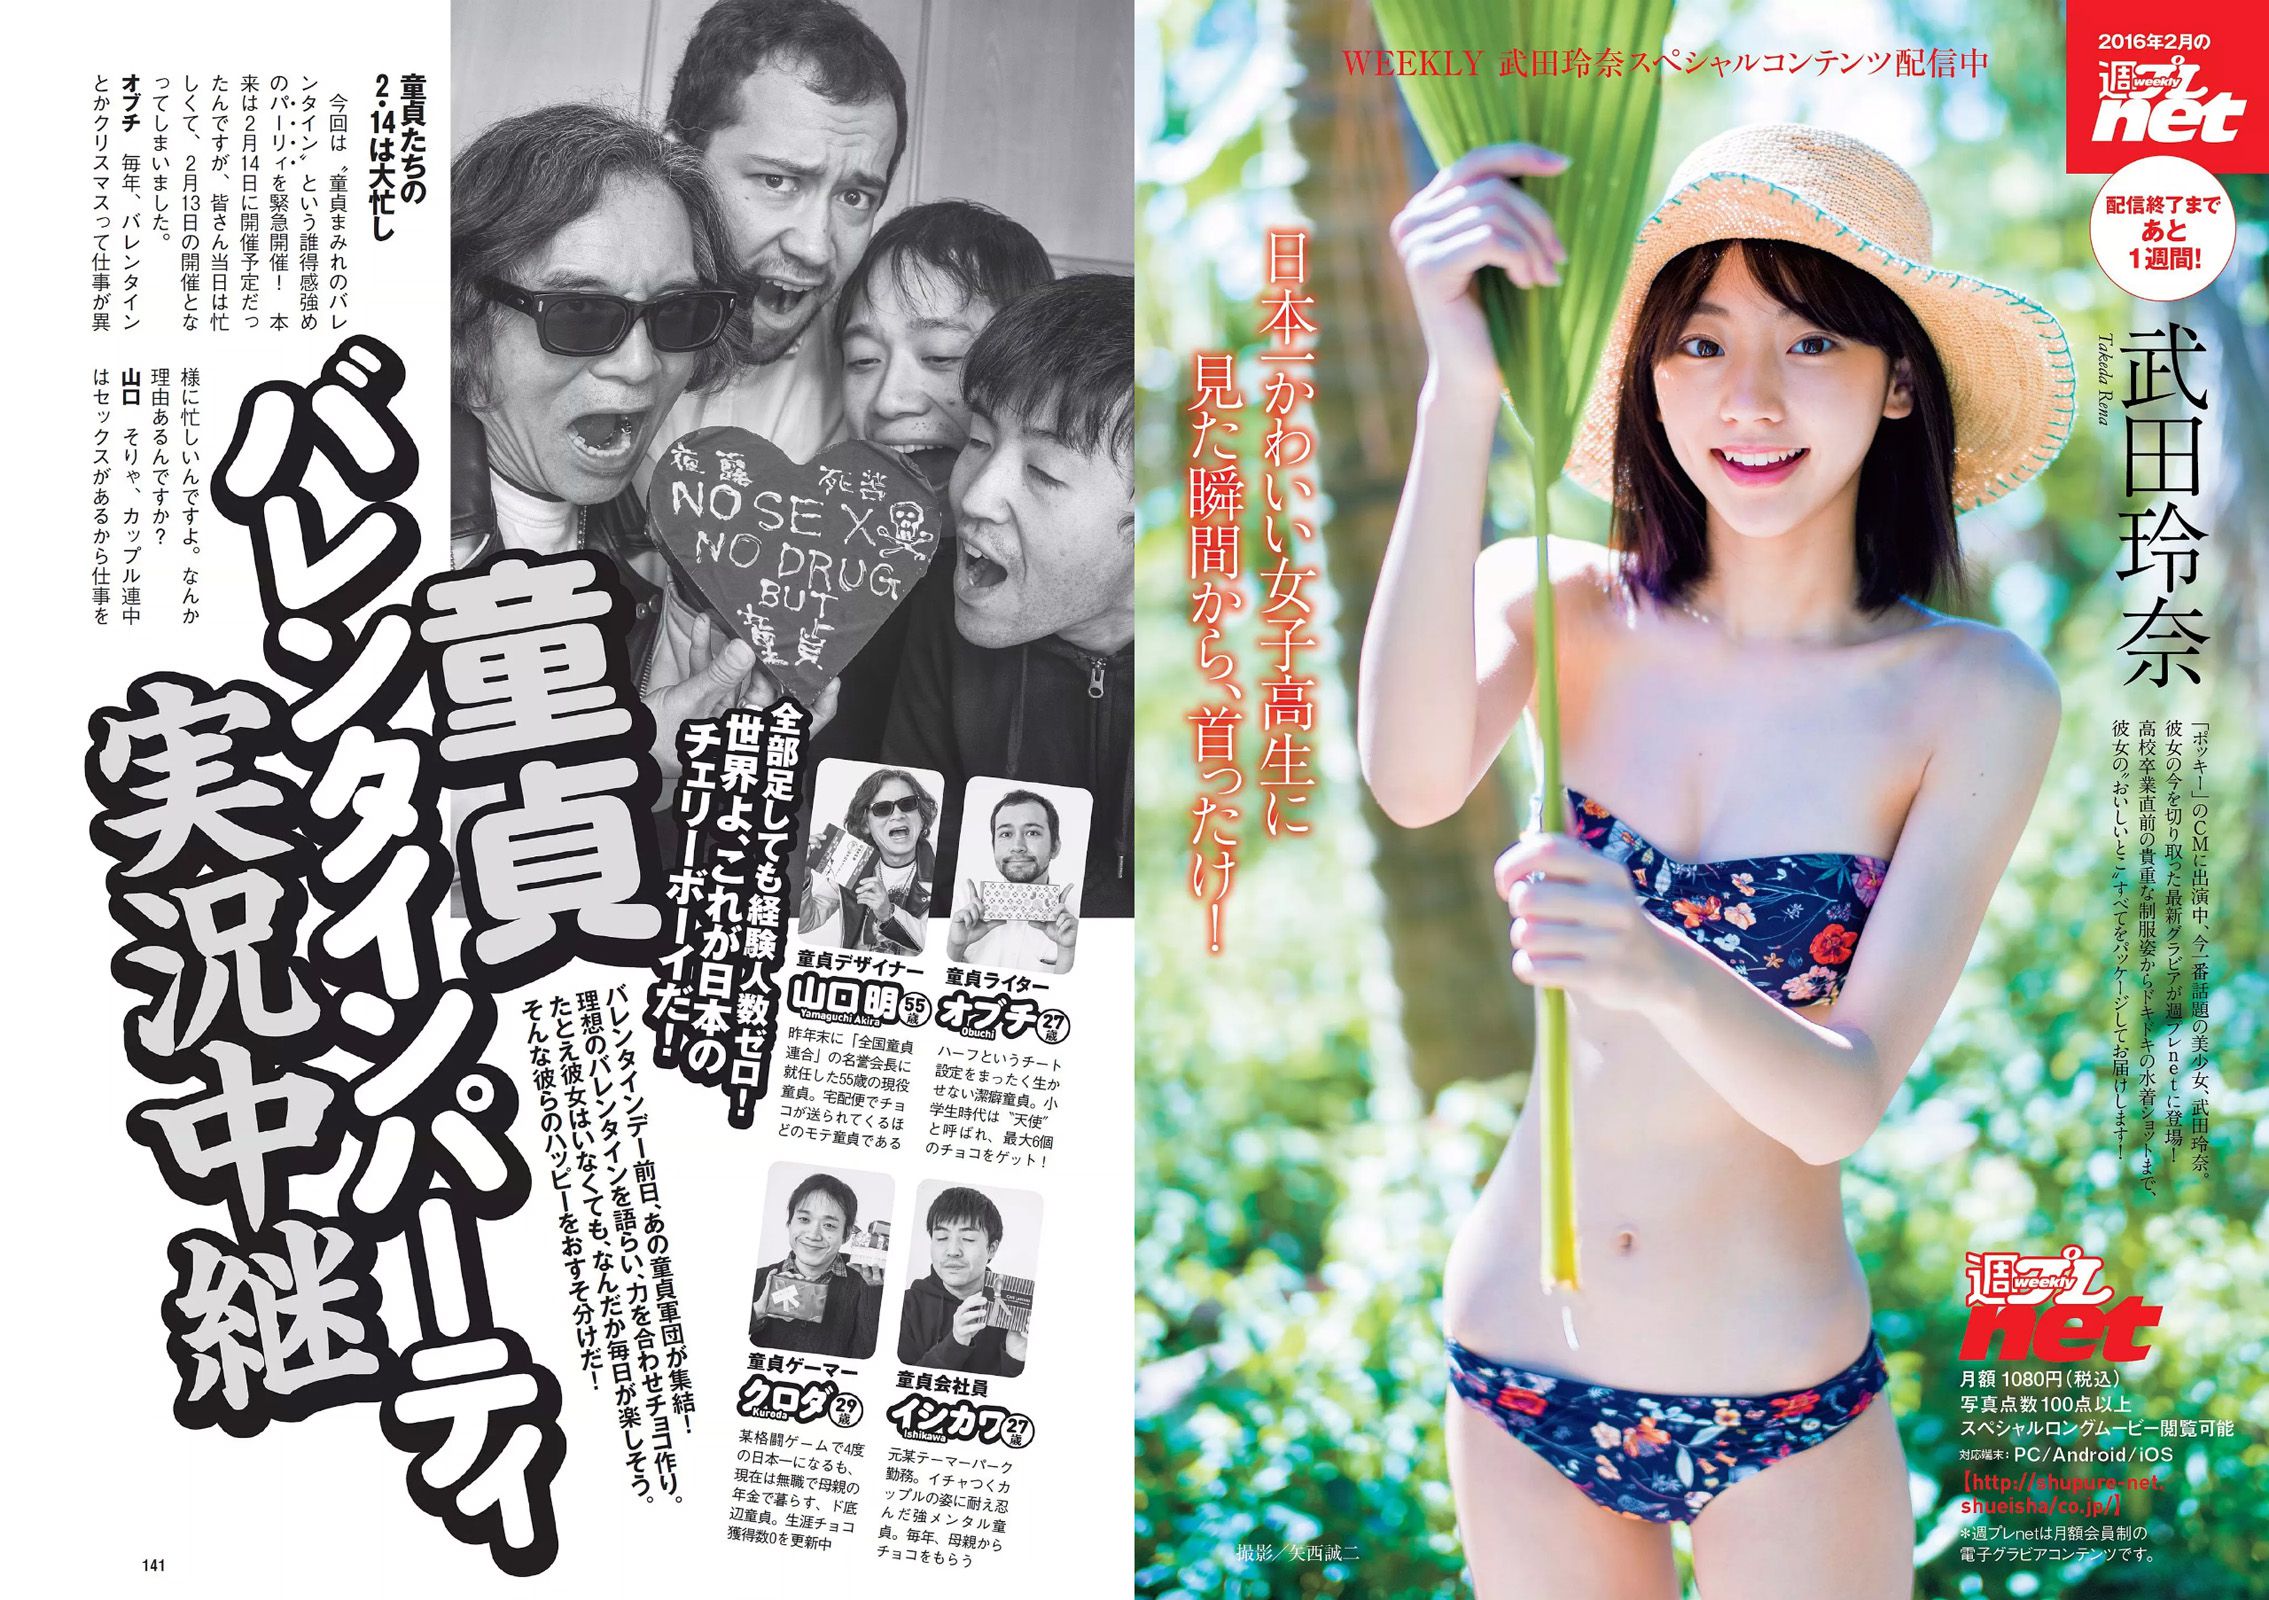 2016年2月の
週プレ
weekly
net
配信終了まで
あと
1週間!
WEEKLY 武田玲奈スペシャルコンテンツ配信中
武田玲奈
Takeda Rena
日本一かわいい女子高生に
見た瞬間から、首ったけ!
「ポッキー」のCMに出演中、今一番話題の美少女、武田玲奈。
彼女の今を切り取った最新グラビアが週プレnetに登場!
高校卒業直前の貴重な制服姿からドキドキの水着ショットまで、
彼女の〝おいしいとこ〟すべてをパッケージしてお届けします!
週プレ
weekly
net
月額 1080円(税込)
写真点数100点以上
スペシャルロングムービー閲覧可能
対応端末: PC/Android/iOS
【http://shupure-net.
shueisha/co.jp/】
*週プレnetは月額会員制の
電子グラビアコンテンツです。
撮影/矢西誠二
夜露死苦
NO SEX
NO DRUG
BUT
童貞
童貞
バレンタインパーティ
実況中継
全部足しても経験人数ゼロ!
世界よ、これが日本の
チェリーボーイだ!
バレンタインデー前日、あの童貞軍団が集結!
理想のバレンタインを語らい、力を合わせチョコ作り。
たとえ彼女はいなくても、なんだか毎日が楽しそう。
そんな彼らのハッピーをおすそ分けだ!
童貞ライター
オブチ
Obuchi
27歳
ハーフというチート
設定をまったく生か
せない潔癖童貞。小
学生時代は〝天使〟
と呼ばれ、最大6個
のチョコをゲット!
童貞デザイナー
山口 明
Yamaguchi Akira
55歳
昨年末に「全国童貞
連合」の名誉会長に
就任した55歳の現役
童貞。宅配便でチョ
コが送られてくるほ
どのモテ童貞である
童貞会社員
インカワ
Ishikawa
27歳
元某テーマーパーク
勤務。イチャつくカ
ップルの姿に耐え忍
んだ強メンタル童
貞。毎年、母親から
チョコをもらう
童貞ゲーマー
クロダ
Kuroda
29歳
某格闘ゲームで4度
の日本一になるも、
現在は無職で母親の
年金で暮らす、ド底
辺童貞。生涯チョコ
獲得数0を更新中
童貞たちの
2・14は大忙し
今回は〝童貞まみれのバレ
ンタイン〟という誰得感強め
のパーリィを緊急開催! 本
来は2月14日に開催予定だっ
たんですが、皆さん当日は忙
しくて、2月13日の開催とな
ってしまいました。
オブチ 毎年、バレンタイン
とかクリスマスって仕事が異
様に忙しいんですよ。なんか
理由あるんですか?
山口 そりゃ、カップル連中
はセックスがあるから仕事を
141